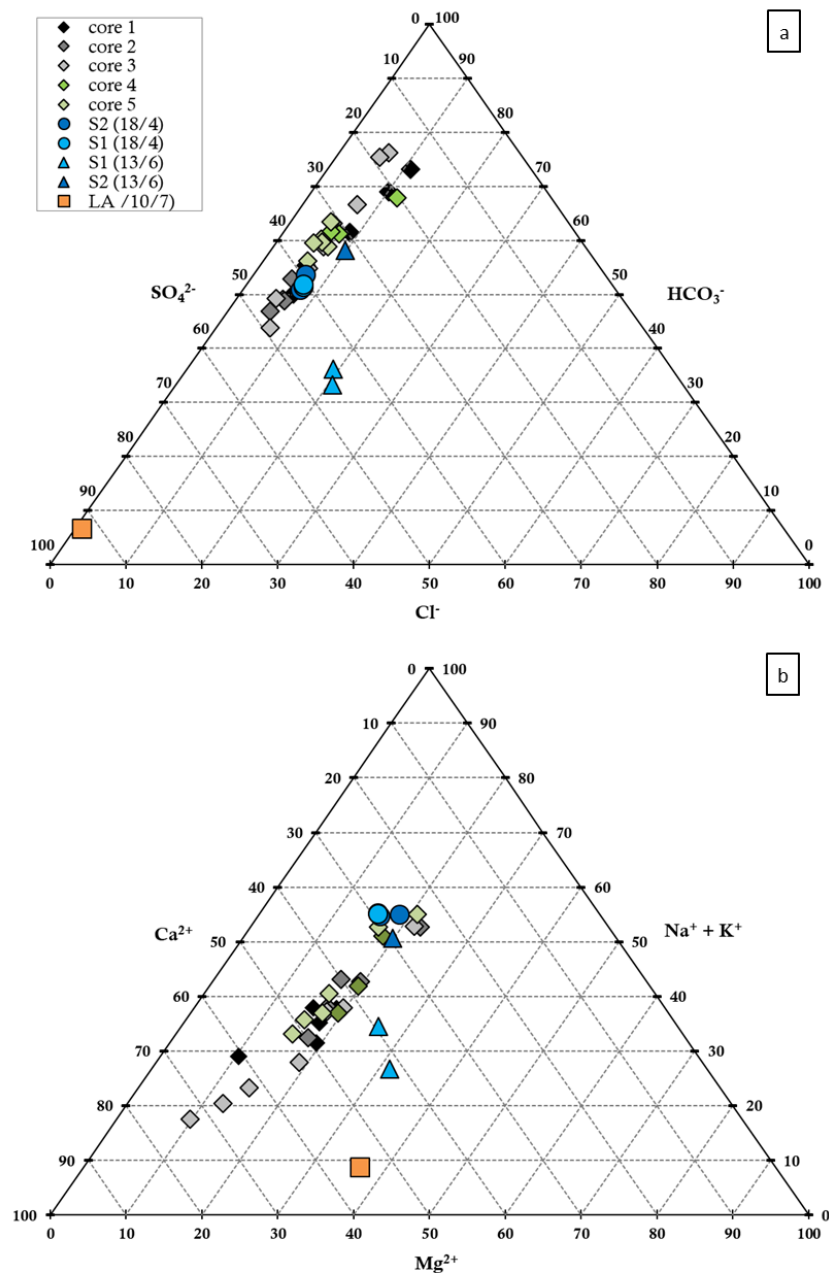 core 1
core 2
core 3
core 4
core 5
S2 (18/4)
S1 (18/4)
S1 (13/6)
S2 (13/6)
LA /10/7)
a
0 100
10 90
20 80
30 70
40 60
SO₄²⁻ HCO₃⁻
50 50
60 40
70 30
80 20
90 10
100 0
0 10 20 30 40 50 60 70 80 90 100
Cl⁻
b
0 100
10 90
20 80
30 70
40 60
Ca²⁺ Na⁺ + K⁺
50 50
60 40
70 30
80 20
90 10
100 0
0 10 20 30 40 50 60 70 80 90 100
Mg²⁺